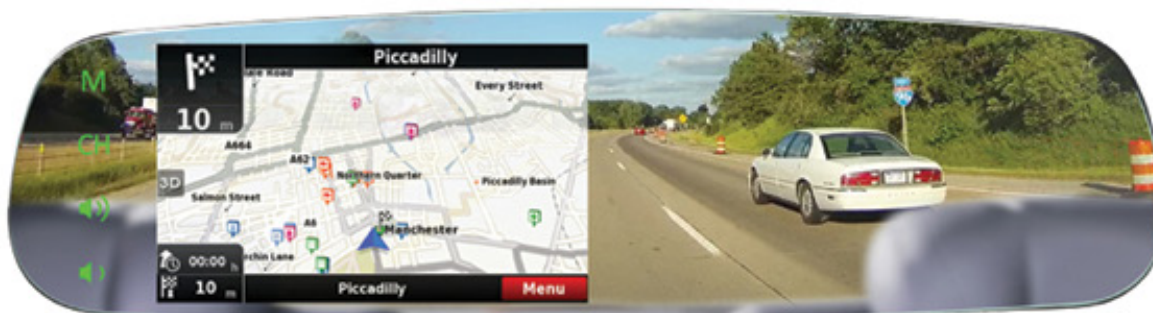 M
CH
Piccadilly
10 m
Every Street
A664
A62
3D
Northern Quarter
Piccadilly Basin
Salmon Street
A6
Manchester
00:00 h
10 m
Piccadilly
Menu